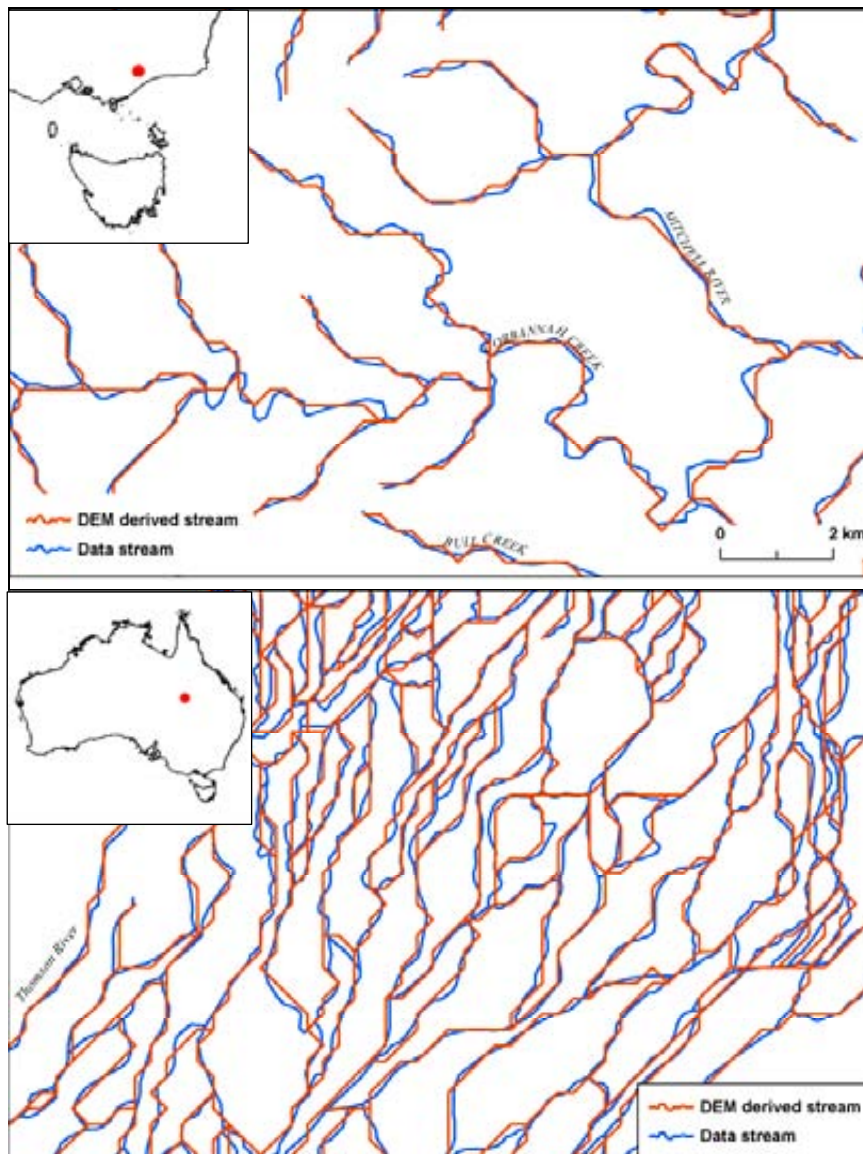 MITCHELL RIVER
CREEK
DEM derived stream
Data stream
0 2 km
BULL CREEK
Thomson River
DEM derived stream
Data stream